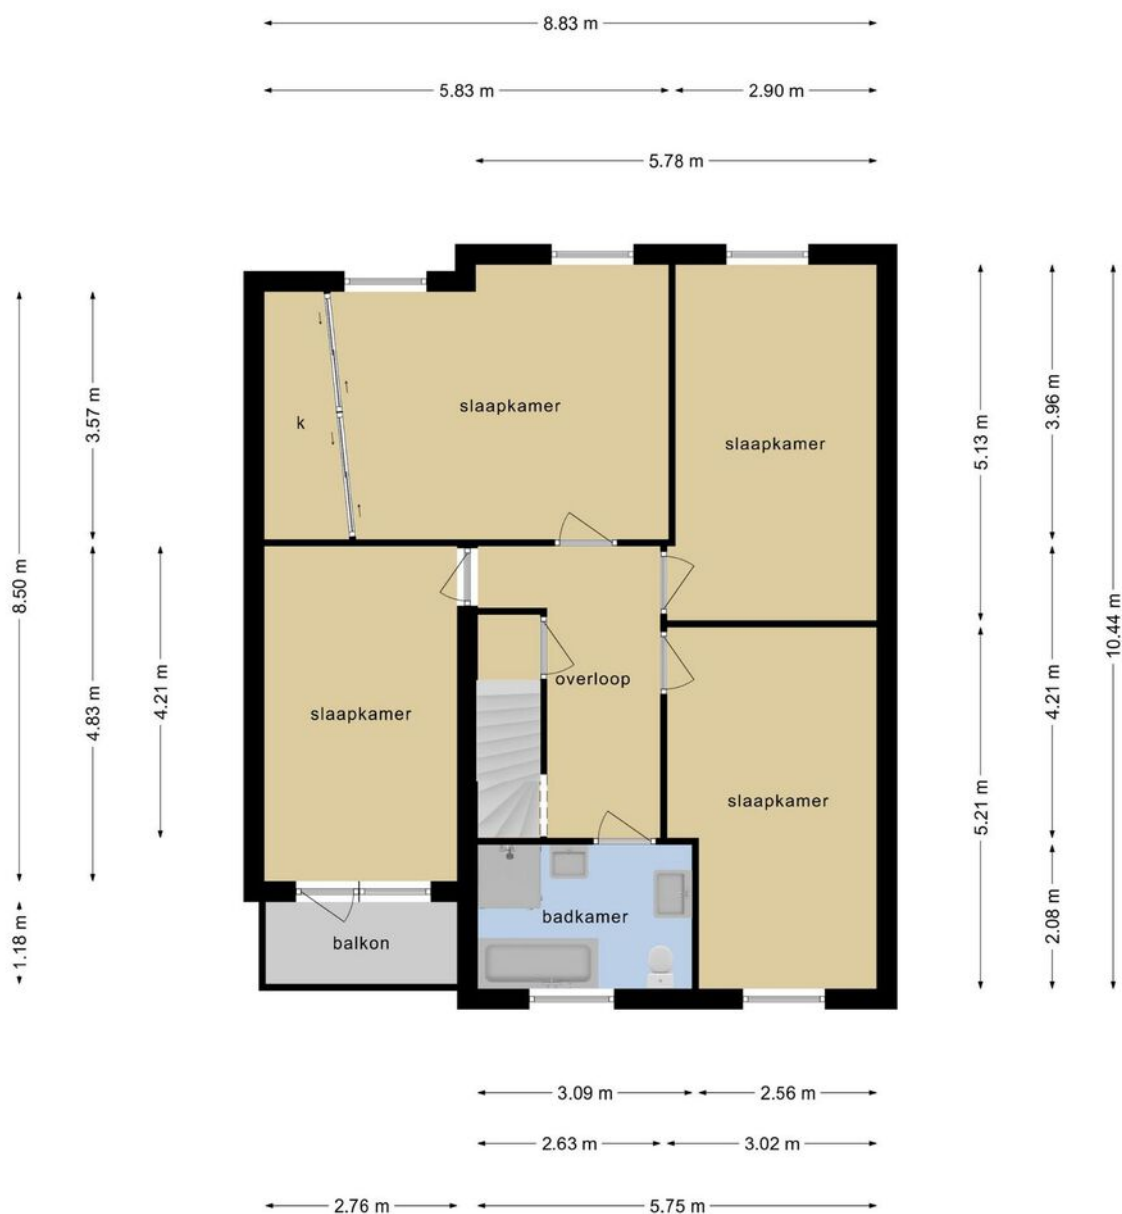 8.83 m
5.83 m
2.90 m
5.78 m
slaapkamer
k
slaapkamer
3.57 m
3.96 m
5.13 m
8.50 m
4.83 m
4.21 m
4.21 m
10.44 m
overloop
slaapkamer
slaapkamer
5.21 m
badkamer
balkon
1.18 m
2.08 m
3.09 m
2.56 m
2.63 m
3.02 m
2.76 m
5.75 m